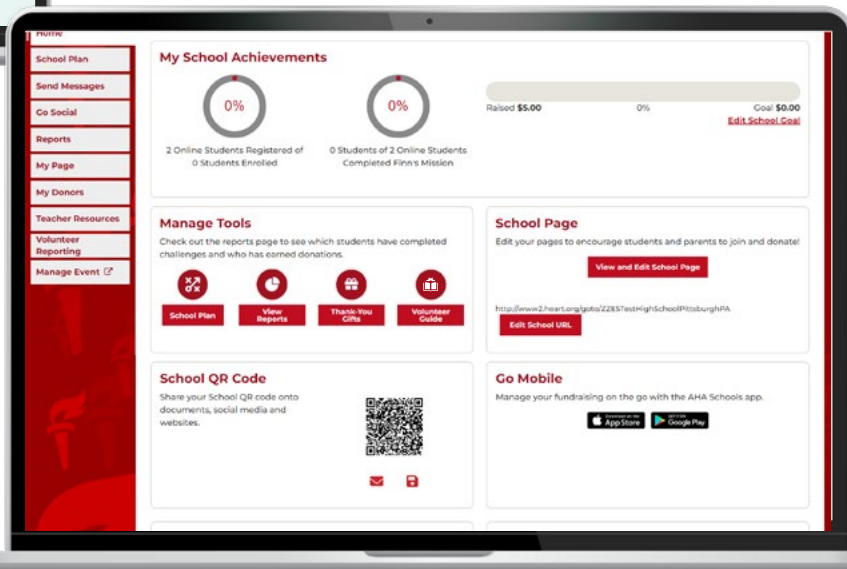 Home
School Plan
Send Messages
Go Social
Reports
My Page
My Donors
Teacher Resources
Volunteer
Reporting
Manage Event
My School Achievements
0%
2 Online Students Registered of
0 Students Enrolled
0%
0 Students of 2 Online Students
Completed Finn's Mission
Raised $5.00 0% Goal $0.00
Edit School Goal
Manage Tools
Check out the reports page to see which students have completed
challenges and who has earned donations.
School Plan
View
Reports
Thank-You
Gifts
Volunteer
Guide
School Page
Edit your pages to encourage students and parents to join and donate!
View and Edit School Page
http://www2.heart.org/goto/ZZESTestHighSchoolPittsburghPA
Edit School URL
School QR Code
Share your School QR code onto
documents, social media and
websites.
Go Mobile
Manage your fundraising on the go with the AHA Schools app.
Download on the
App Store
GET IT ON
Google Play